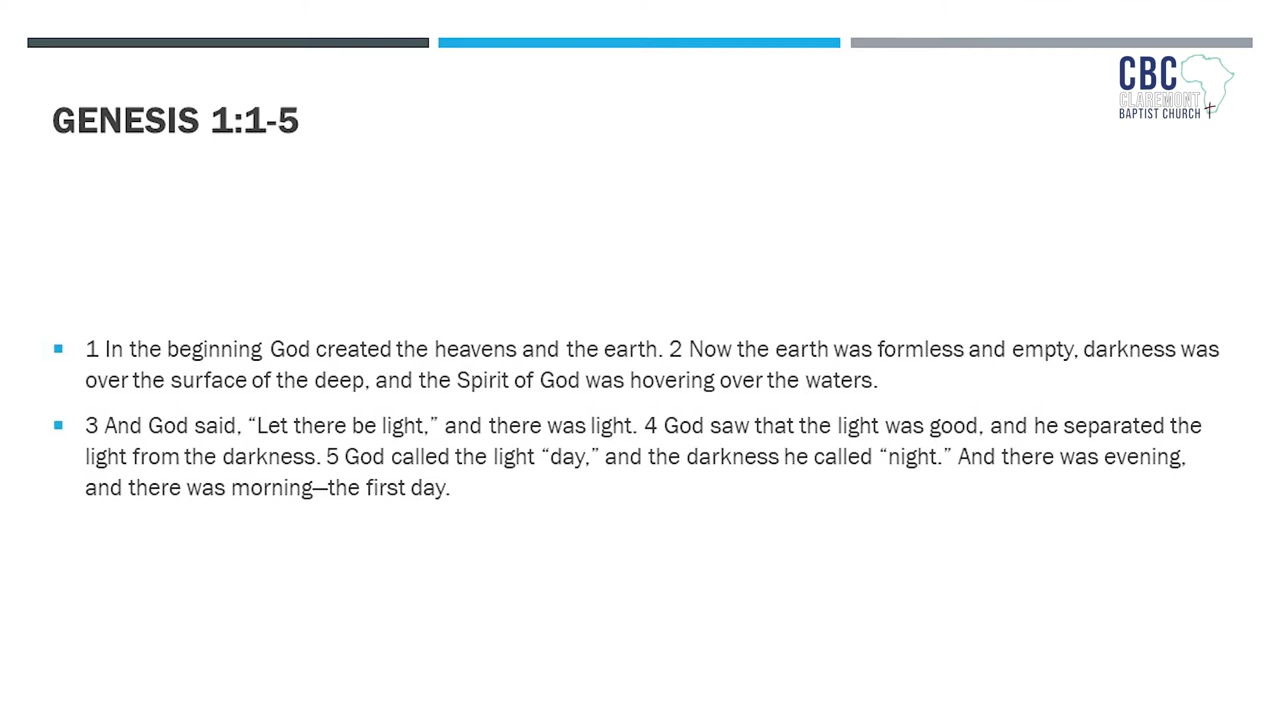 CBC
CLAREMONT
BAPTIST CHURCH
GENESIS 1:1-5
1 In the beginning God created the heavens and the earth. 2 Now the earth was formless and empty, darkness was
over the surface of the deep, and the Spirit of God was hovering over the waters.
3 And God said, “Let there be light,” and there was light. 4 God saw that the light was good, and he separated the
light from the darkness. 5 God called the light “day,” and the darkness he called “night.” And there was evening,
and there was morning—the first day.